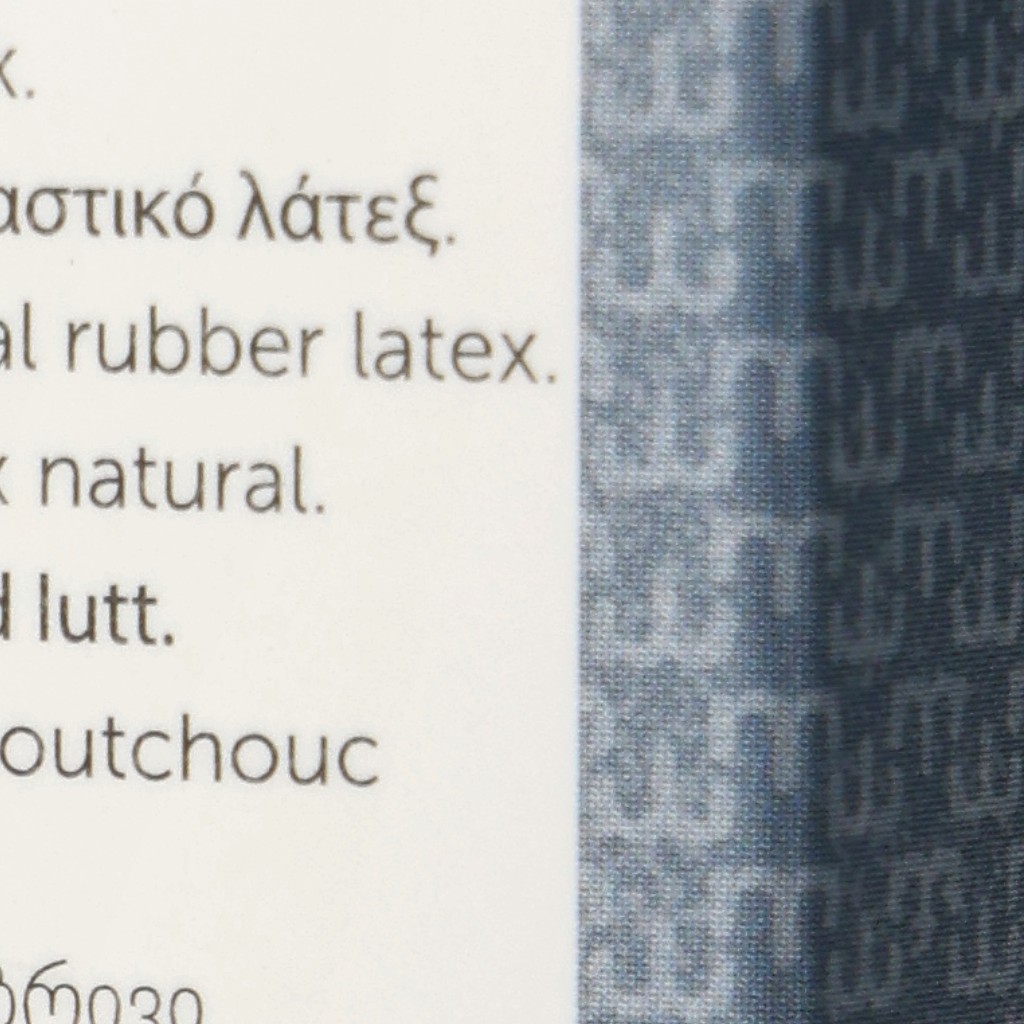 x.
αστικό λάτεξ.
al rubber latex.
x natural.
d lutt.
outchouc